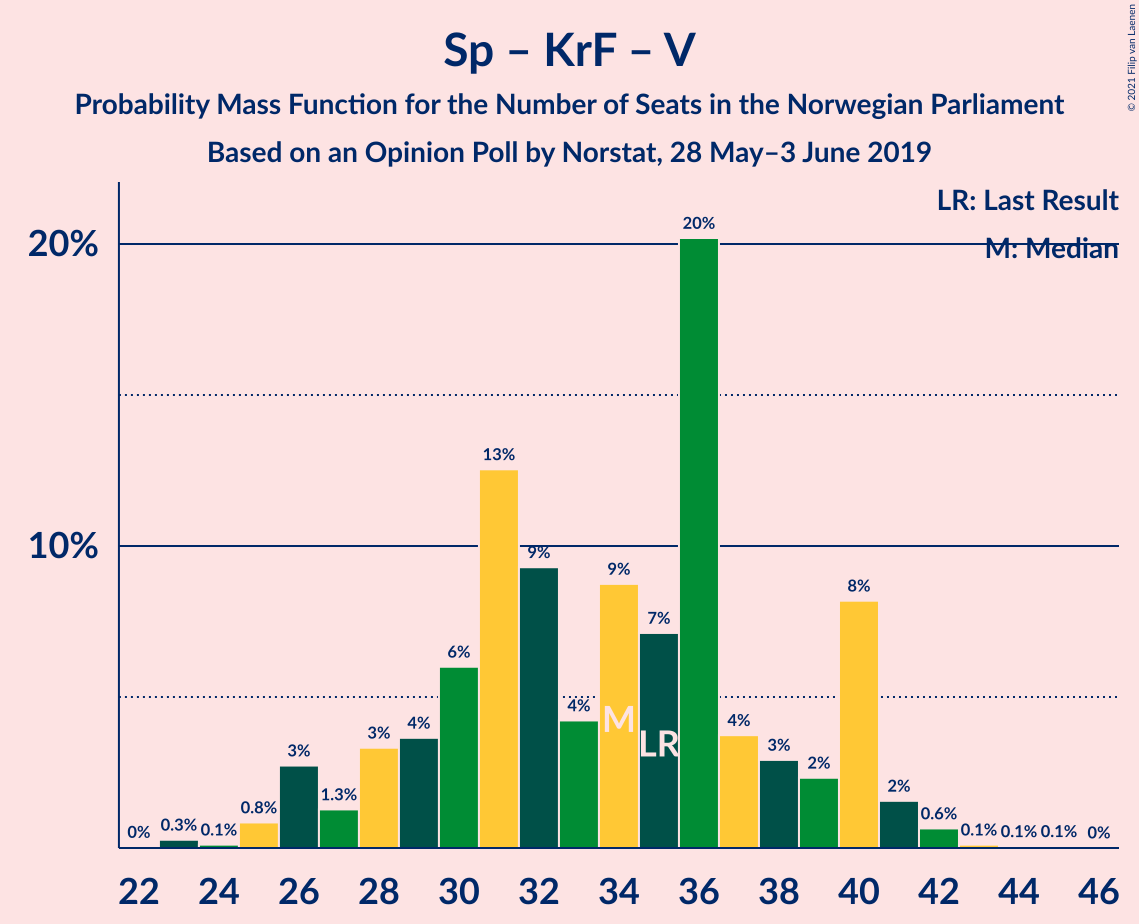 © 2021 Filip van Laenen
Sp – KrF – V
Probability Mass Function for the Number of Seats in the Norwegian Parliament
Based on an Opinion Poll by Norstat, 28 May–3 June 2019
LR: Last Result
M: Median
20%
10%
0% 0.3% 0.1% 0.8% 3% 1.3% 3% 4% 6% 13% 9% 4% 9% 7% 20% 4% 3% 2% 8% 2% 0.6% 0.1% 0.1% 0.1% 0%
M
LR
22 24 26 28 30 32 34 36 38 40 42 44 46